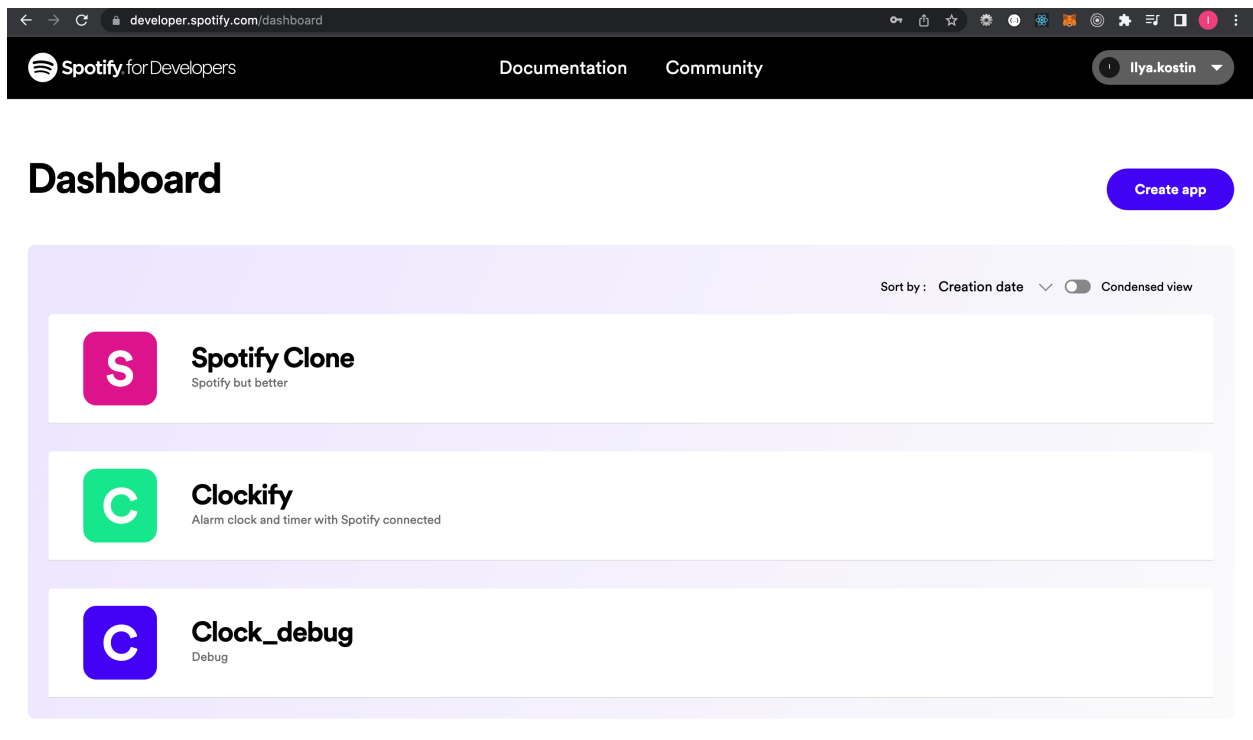 developer.spotify.com/dashboard
Spotify for Developers
Documentation
Community
Ilya.kostin
Dashboard
Create app
Sort by :
Creation date
Condensed view
S
Spotify Clone
Spotify but better
C
Clockify
Alarm clock and timer with Spotify connected
C
Clock_debug
Debug